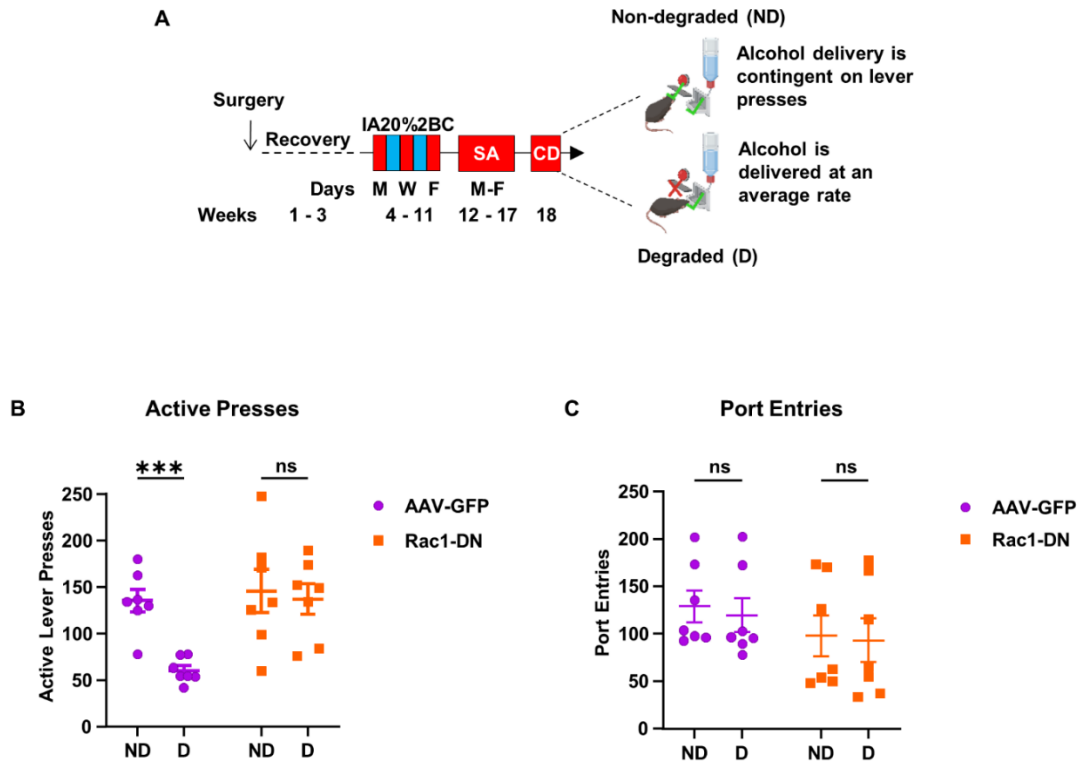 A
Non-degraded (ND)
Alcohol delivery is
contingent on lever
presses
Surgery
Recovery
IA20%2BC
SA
CD
Days M W F M-F
Weeks 1 - 3 4 - 11 12 - 17 18
Alcohol is
delivered at an
average rate
Degraded (D)
B
Active Presses
*** ns
Active Lever Presses
250
200
150
100
50
0
ND D ND D
AAV-GFP
Rac1-DN
C
Port Entries
ns ns
Port Entries
250
200
150
100
50
0
ND D ND D
AAV-GFP
Rac1-DN